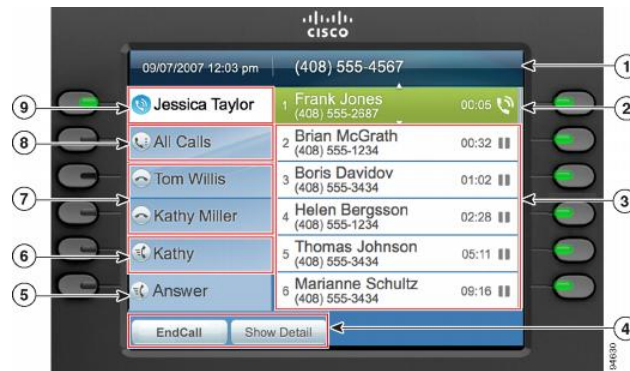 CISCO
09/07/2007 12:03 pm (408) 555-4567
Jessica Taylor
All Calls
Tom Willis
Kathy Miller
Kathy
Answer
1 Frank Jones 00:05
(408) 555-2687
2 Brian McGrath 00:32
(408) 555-1234
3 Boris Davidov 01:02
(408) 555-3434
4 Helen Bergsson 02:28
(408) 555-1234
5 Thomas Johnson 05:11
(408) 555-3434
6 Marianne Schultz 09:16
(408) 555-3434
EndCall Show Detail
9
8
7
6
5
1
2
3
4
94630